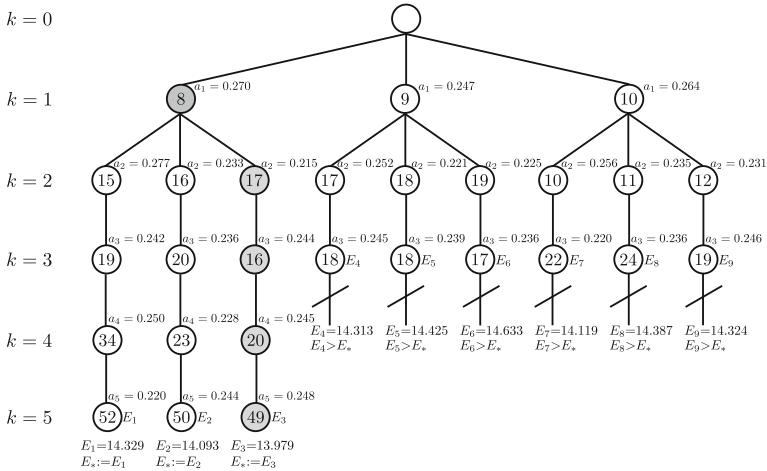 k = 0
k = 1
8 a₁ = 0.270 9 a₁ = 0.247 10 a₁ = 0.264
k = 2
15 a₂ = 0.277 16 a₂ = 0.233 17 a₂ = 0.215 17 a₂ = 0.252 18 a₂ = 0.221 19 a₂ = 0.225 10 a₂ = 0.256 11 a₂ = 0.235 12 a₂ = 0.231
k = 3
19 a₃ = 0.242 20 a₃ = 0.236 16 a₃ = 0.244 18 a₃ = 0.245 E₄ 18 a₃ = 0.239 E₅ 17 a₃ = 0.236 E₆ 22 a₃ = 0.220 E₇ 24 a₃ = 0.236 E₈ 19 a₃ = 0.246 E₉
k = 4
34 a₄ = 0.250 23 a₄ = 0.228 20 a₄ = 0.245
E₄=14.313 E₅=14.425 E₆=14.633 E₇=14.119 E₈=14.387 E₉=14.324
E₄>E* E₅>E* E₆>E* E₇>E* E₈>E* E₉>E*
k = 5
52 a₅ = 0.220 E₁ 50 a₅ = 0.244 E₂ 49 a₅ = 0.248 E₃
E₁=14.329 E₂=14.093 E₃=13.979
E*:=E₁ E*:=E₂ E*:=E₃